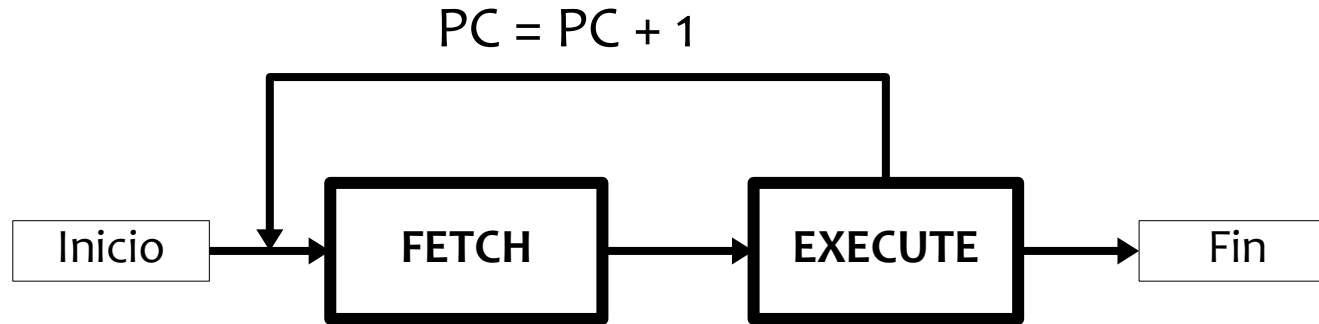 PC = PC + 1
Inicio
FETCH
EXECUTE
Fin